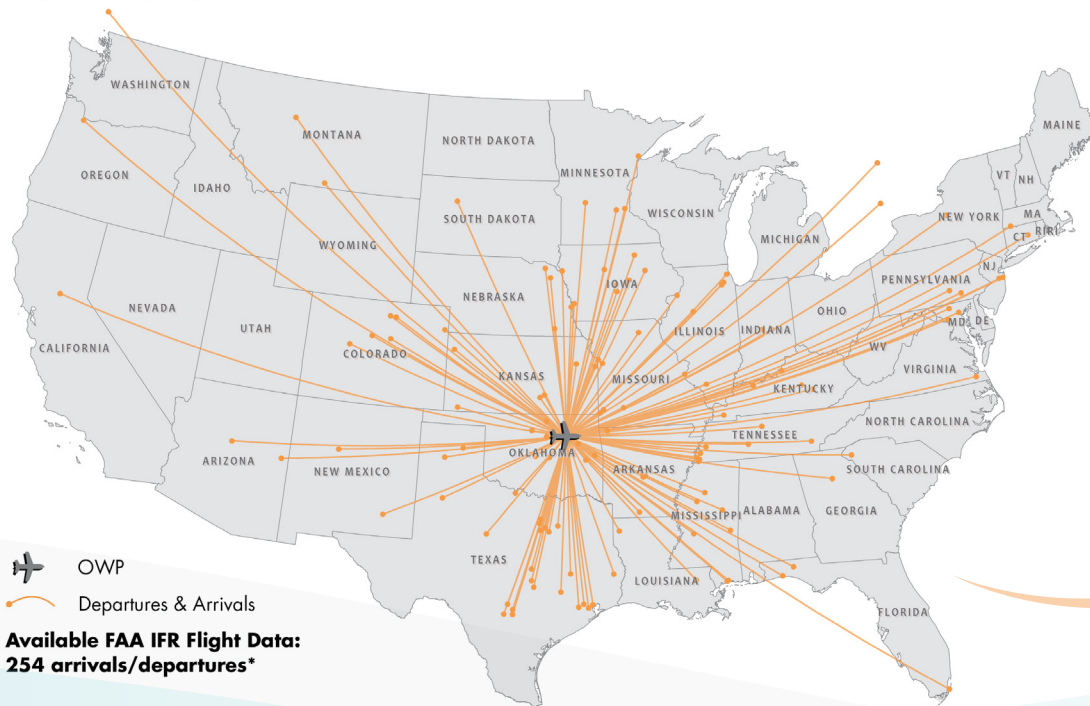 WASHINGTON
MAINE
MONTANA
NORTH DAKOTA
MINNESOTA
VT
NH
OREGON
IDAHO
SOUTH DAKOTA
WISCONSIN
NEW YORK
MA
WYOMING
MICHIGAN
CT
RIRI
NJ
PENNSYLVANIA
NEBRASKA
IOWA
NEVADA
UTAH
ILLINOIS
INDIANA
OHIO
MD
DE
CALIFORNIA
COLORADO
WV
KANSAS
MISSOURI
KENTUCKY
VIRGINIA
NORTH CAROLINA
TENNESSEE
ARIZONA
NEW MEXICO
OKLAHOMA
ARKANSAS
SOUTH CAROLINA
MISSISSIPPI
ALABAMA
GEORGIA
TEXAS
LOUISIANA
FLORIDA
OWP
Departures & Arrivals
Available FAA IFR Flight Data:
254 arrivals/departures*